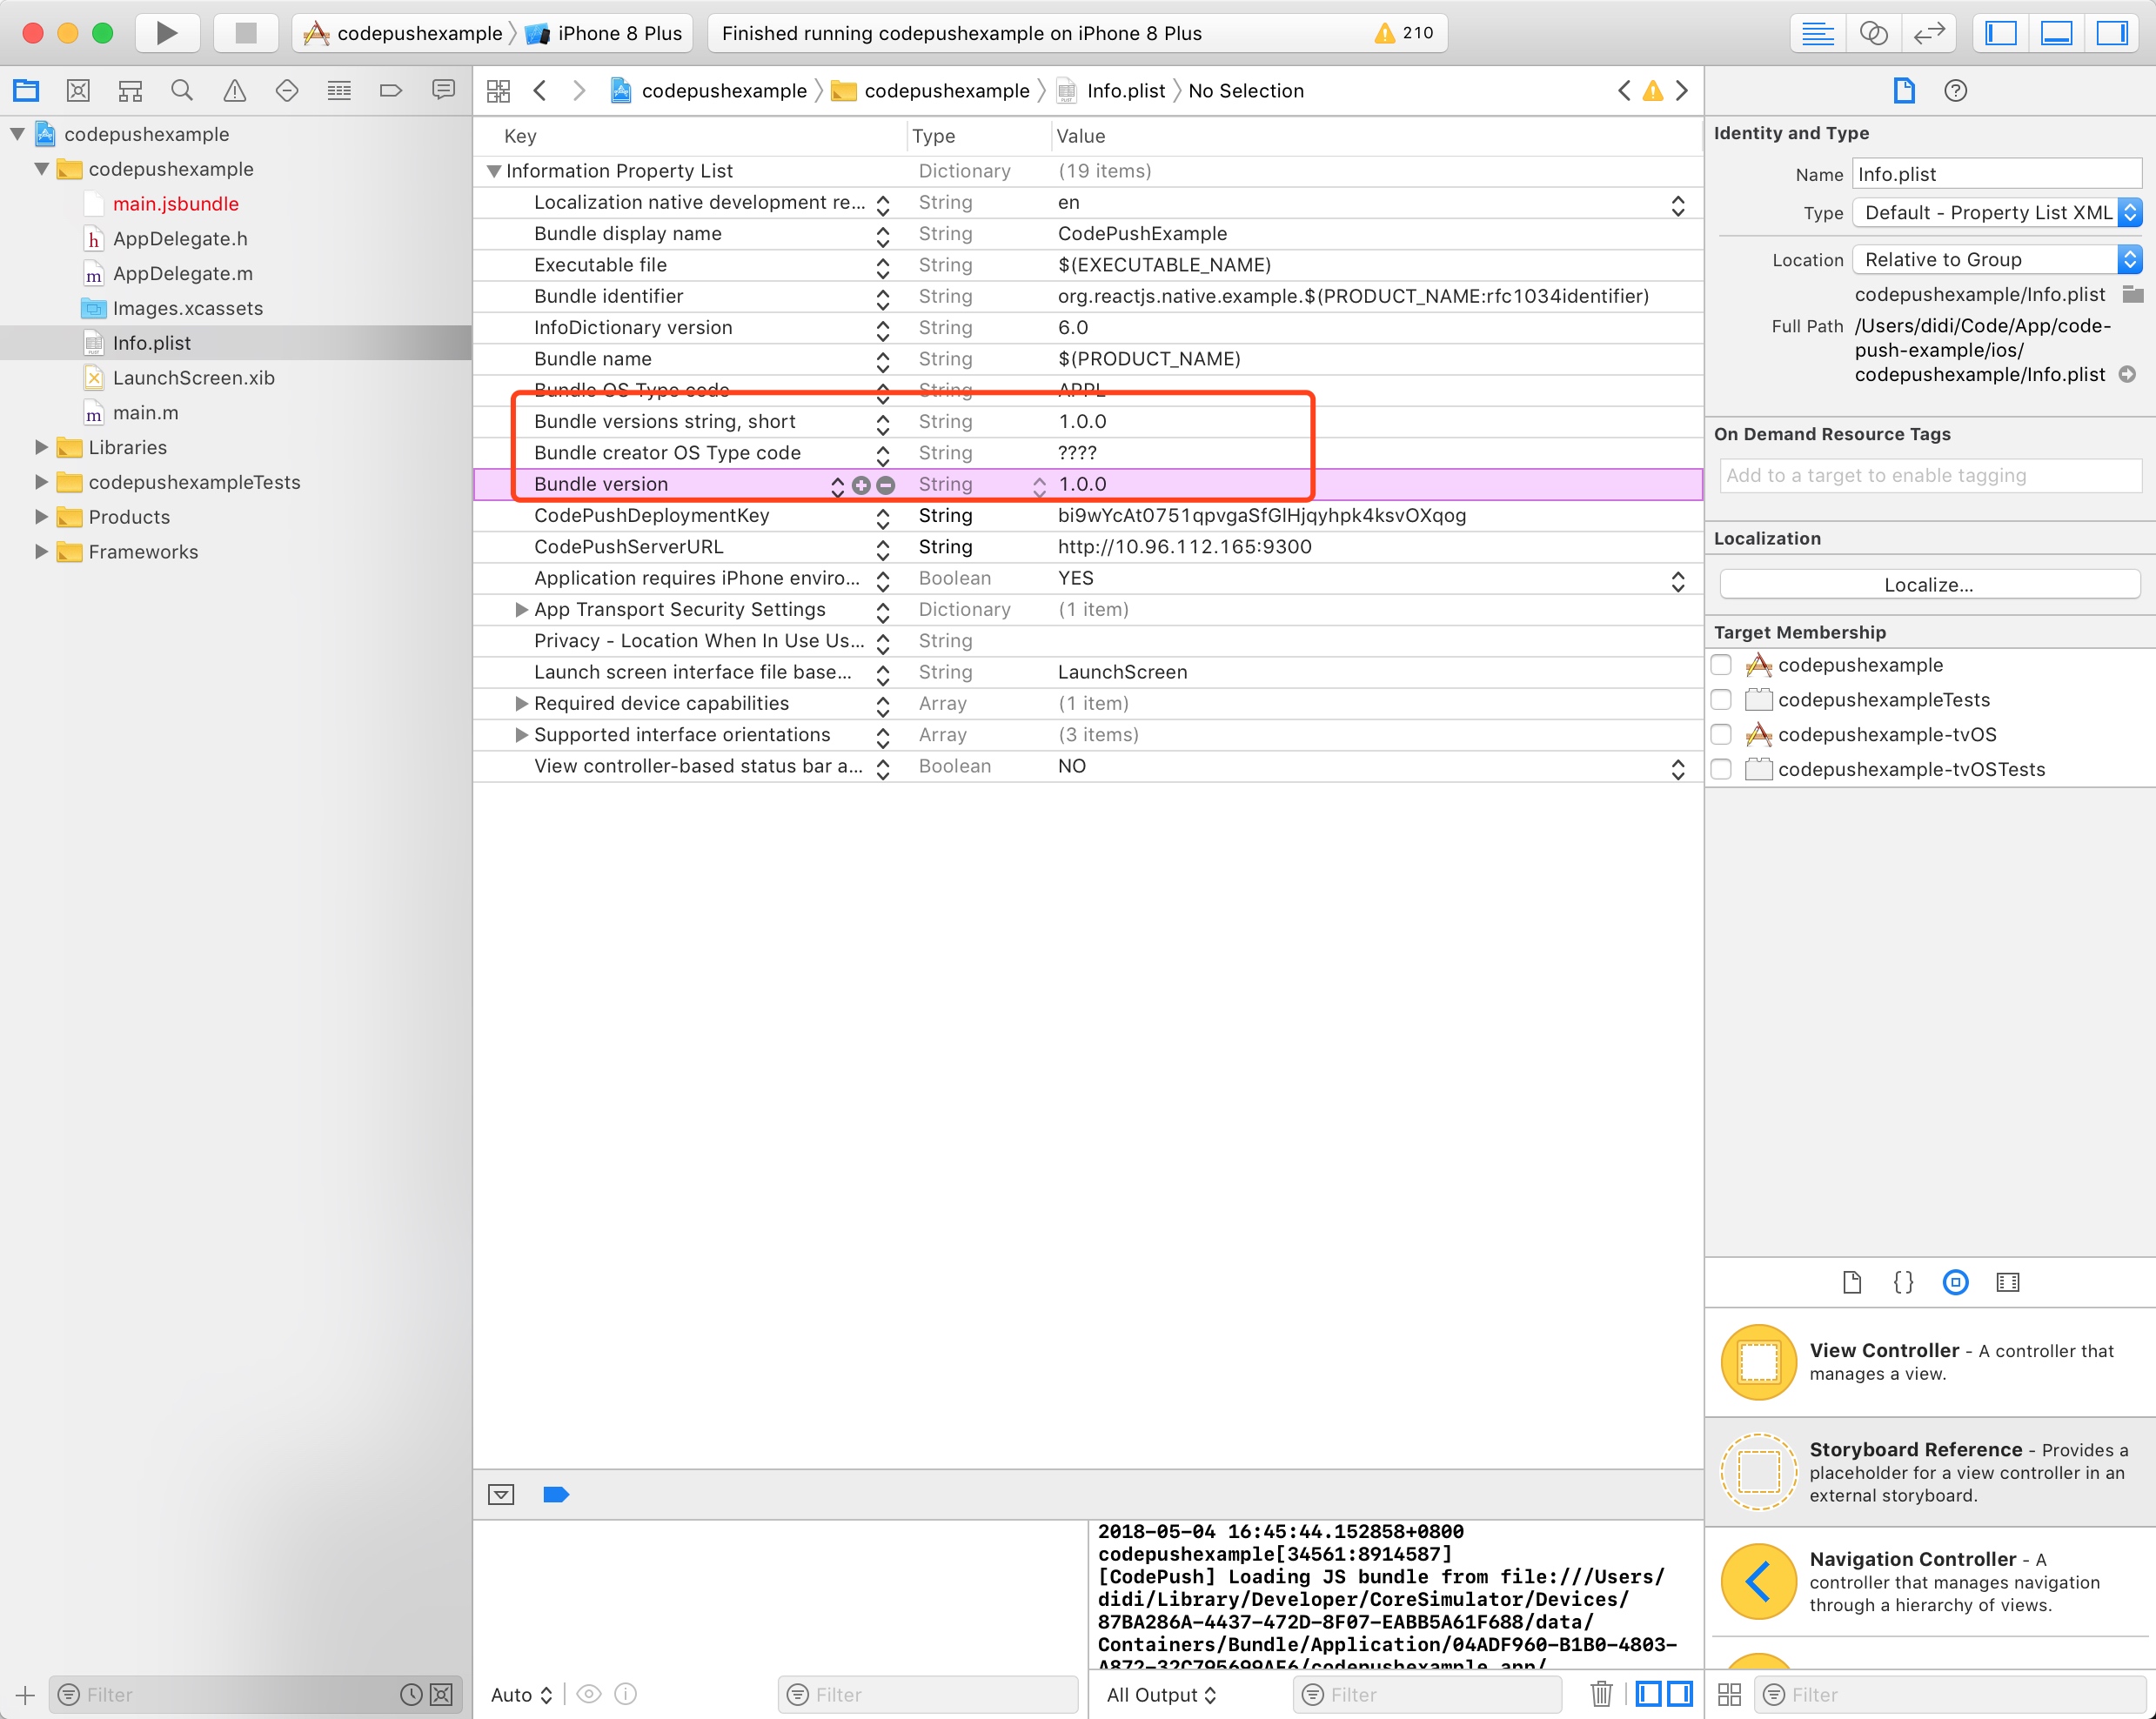 codepushexample 〉 iPhone 8 Plus
Finished running codepushexample on iPhone 8 Plus
210
codepushexample 〉 codepushexample 〉 Info.plist 〉 No Selection
codepushexample
codepushexample
main.jsbundle
AppDelegate.h
AppDelegate.m
Images.xcassets
Info.plist
LaunchScreen.xib
main.m
Libraries
codepushexampleTests
Products
Frameworks
Key Type Value
Information Property List Dictionary (19 items)
Localization native development re... String en
Bundle display name String CodePushExample
Executable file String $(EXECUTABLE_NAME)
Bundle identifier String org.reactjs.native.example.$(PRODUCT_NAME:rfc1034identifier)
InfoDictionary version String 6.0
Bundle name String $(PRODUCT_NAME)
Bundle OS Type code String APPL
Bundle versions string, short String 1.0.0
Bundle creator OS Type code String ????
Bundle version String 1.0.0
CodePushDeploymentKey String bi9wYcAt0751qpvgaSfGlHjqyhpk4ksvOXqog
CodePushServerURL String http://10.96.112.165:9300
Application requires iPhone enviro... Boolean YES
App Transport Security Settings Dictionary (1 item)
Privacy - Location When In Use Us... String
Launch screen interface file base... String LaunchScreen
Required device capabilities Array (1 item)
Supported interface orientations Array (3 items)
View controller-based status bar a... Boolean NO
Identity and Type
Name Info.plist
Type Default - Property List XML
Location Relative to Group
codepushexample/Info.plist
Full Path /Users/didi/Code/App/code-
push-example/ios/
codepushexample/Info.plist
On Demand Resource Tags
Add to a target to enable tagging
Localization
Localize...
Target Membership
codepushexample
codepushexampleTests
codepushexample-tvOS
codepushexample-tvOSTests
View Controller - A controller that
manages a view.
Storyboard Reference - Provides a
placeholder for a view controller in an
external storyboard.
Navigation Controller - A
controller that manages navigation
through a hierarchy of views.
2018-05-04 16:45:44.152858+0800
codepushexample[34561:8914587]
[CodePush] Loading JS bundle from file:///Users/
didi/Library/Developer/CoreSimulator/Devices/
87BA286A-4437-472D-8F07-EABB5A61F688/data/
Containers/Bundle/Application/04ADF960-B1B0-4803-
A872-32C795699AE6/codepushexample.app/
Filter
Auto
Filter
All Output
Filter
Filter